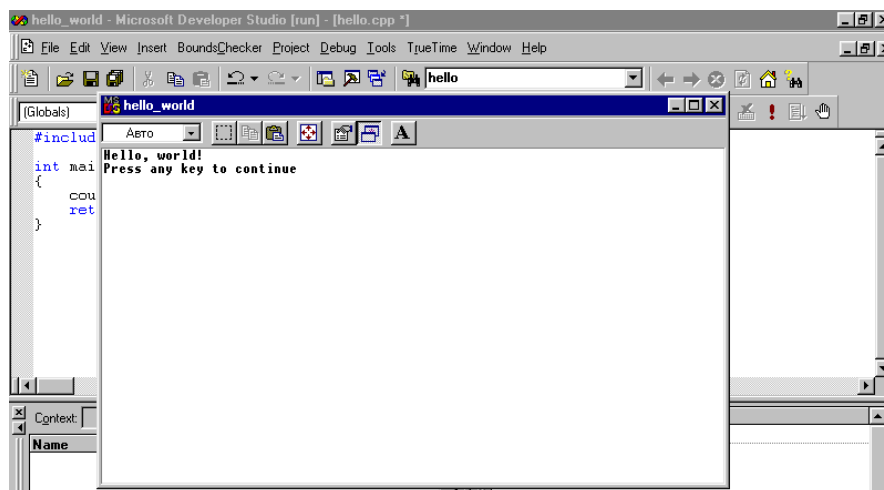 hello_world - Microsoft Developer Studio [run] - [hello.cpp *]
File Edit View Insert BoundsChecker Project Debug Tools TrueTime Window Help
hello
(Globals)
hello_world
Авто
A
#includ
int mai
{
cou
ret
}
Hello, world!
Press any key to continue
Context:
Name